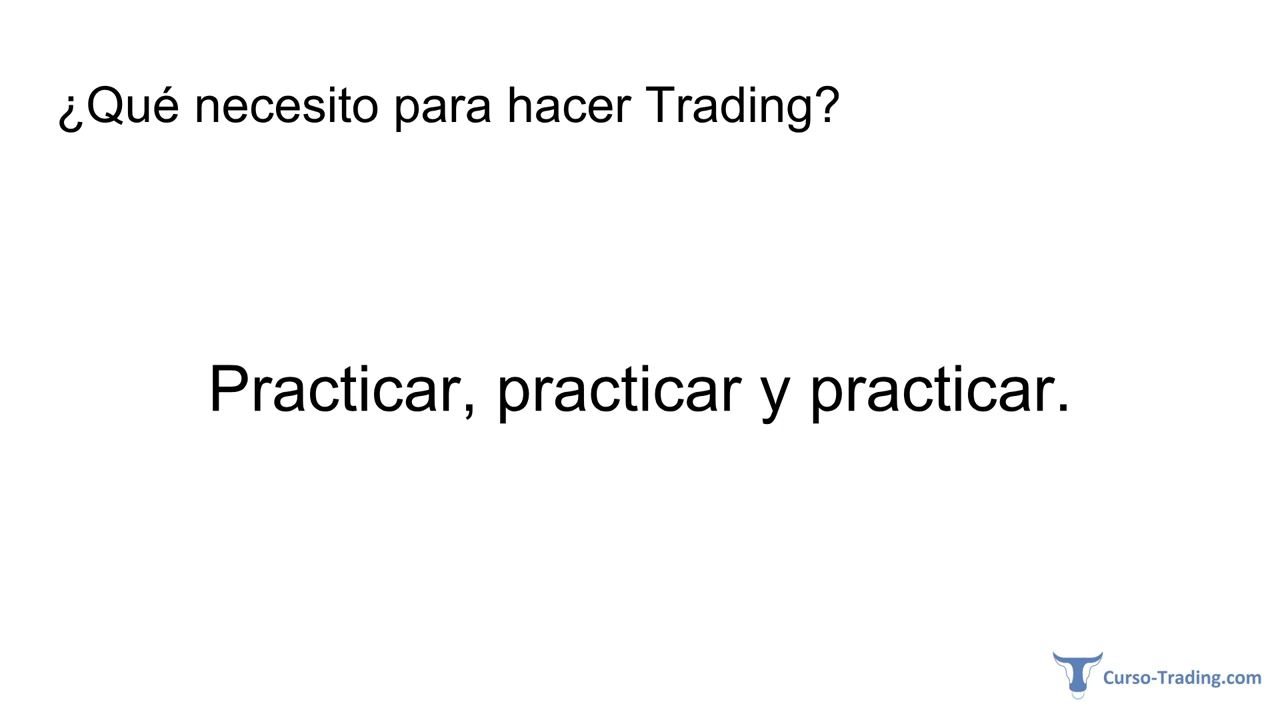 ¿Qué necesito para hacer Trading?
Practicar, practicar y practicar.
Curso-Trading.com